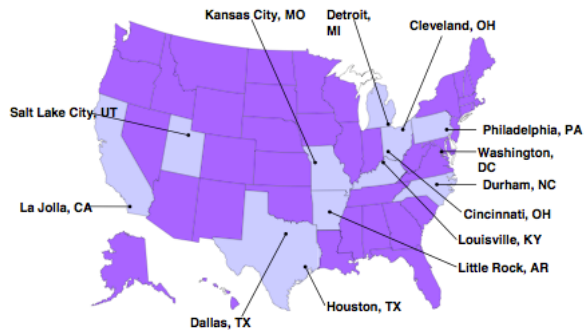 Kansas City, MO
Detroit,
MI
Cleveland, OH
Salt Lake City, UT
Philadelphia, PA
Washington,
DC
Durham, NC
La Jolla, CA
Cincinnati, OH
Louisville, KY
Little Rock, AR
Houston, TX
Dallas, TX